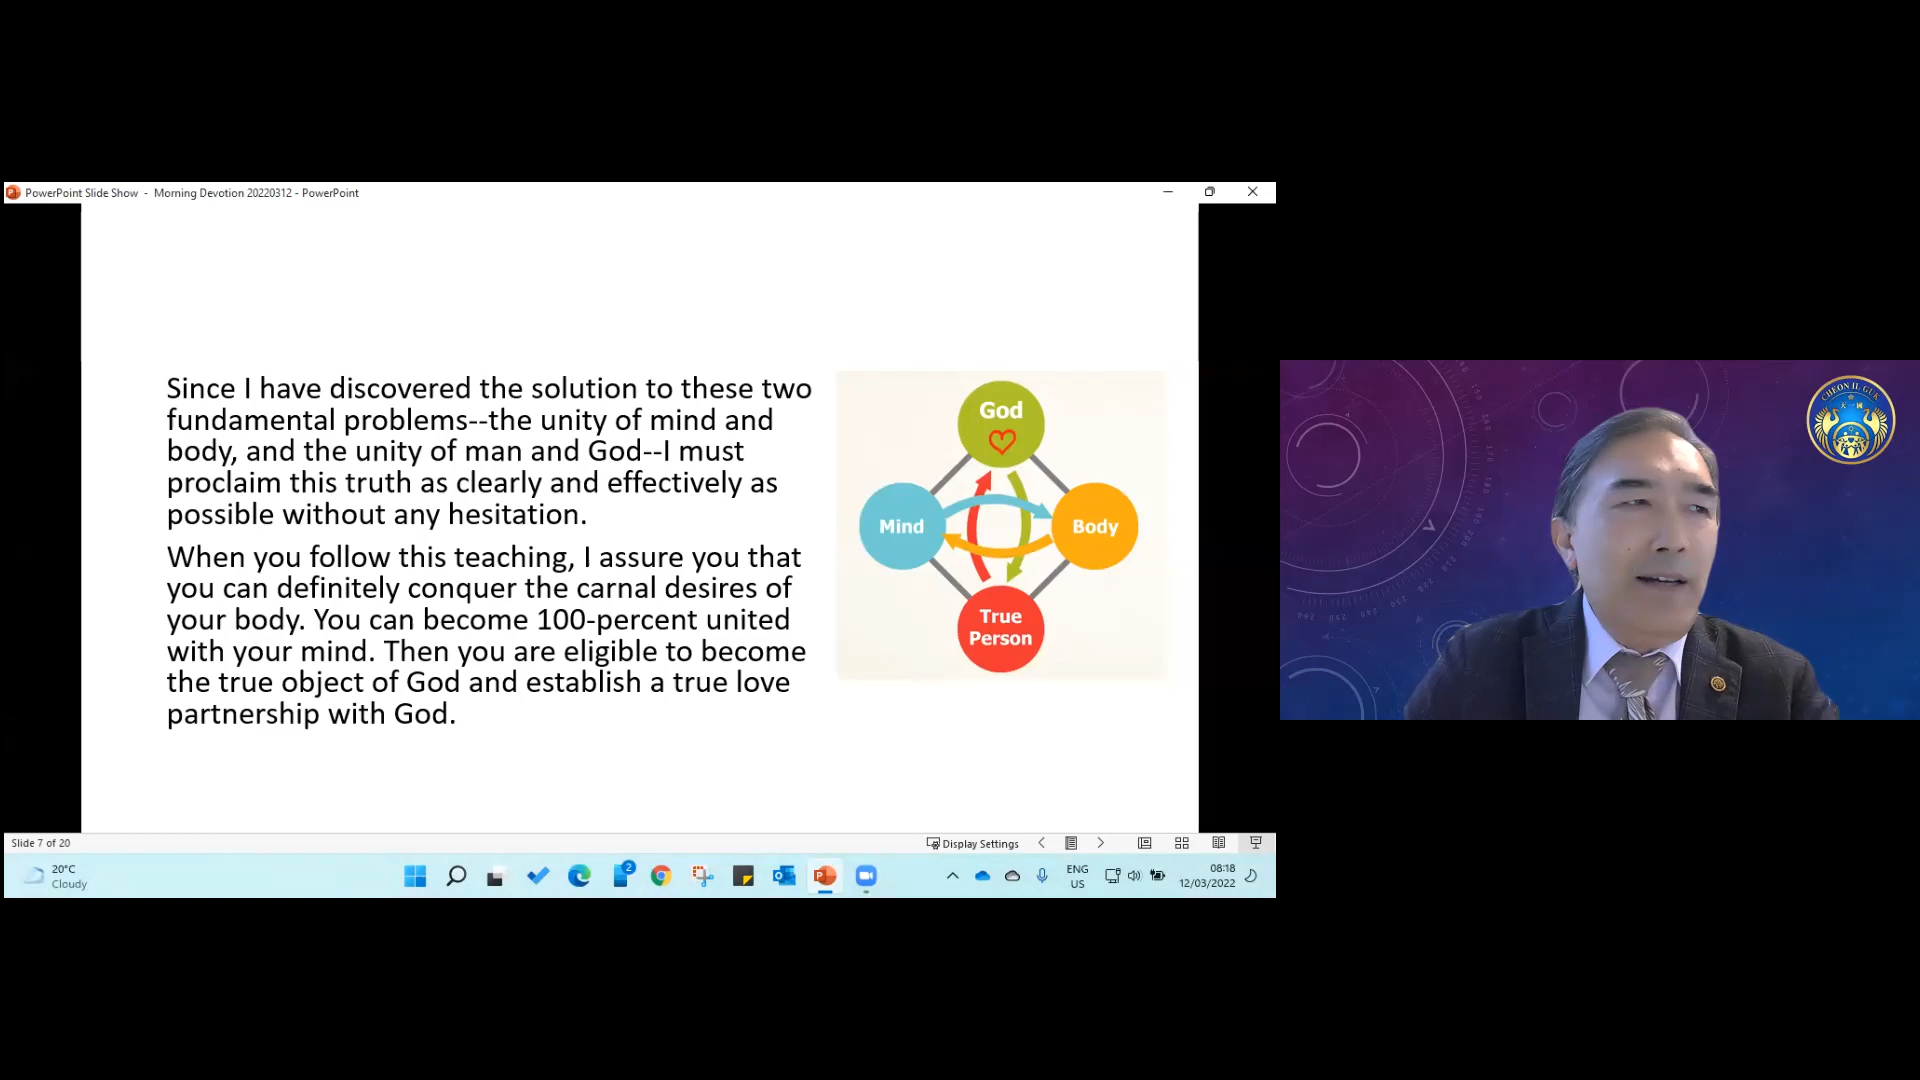 PowerPoint Slide Show - Morning Devotion 20220312 - PowerPoint
Since I have discovered the solution to these two
fundamental problems--the unity of mind and
body, and the unity of man and God--I must
proclaim this truth as clearly and effectively as
possible without any hesitation.
When you follow this teaching, I assure you that
you can definitely conquer the carnal desires of
your body. You can become 100-percent united
with your mind. Then you are eligible to become
the true object of God and establish a true love
partnership with God.
God
Mind
Body
True
Person
CHEON IL GUK
Slide 7 of 20
Display Settings
20°C
Cloudy
2
ENG
US
08:18
12/03/2022